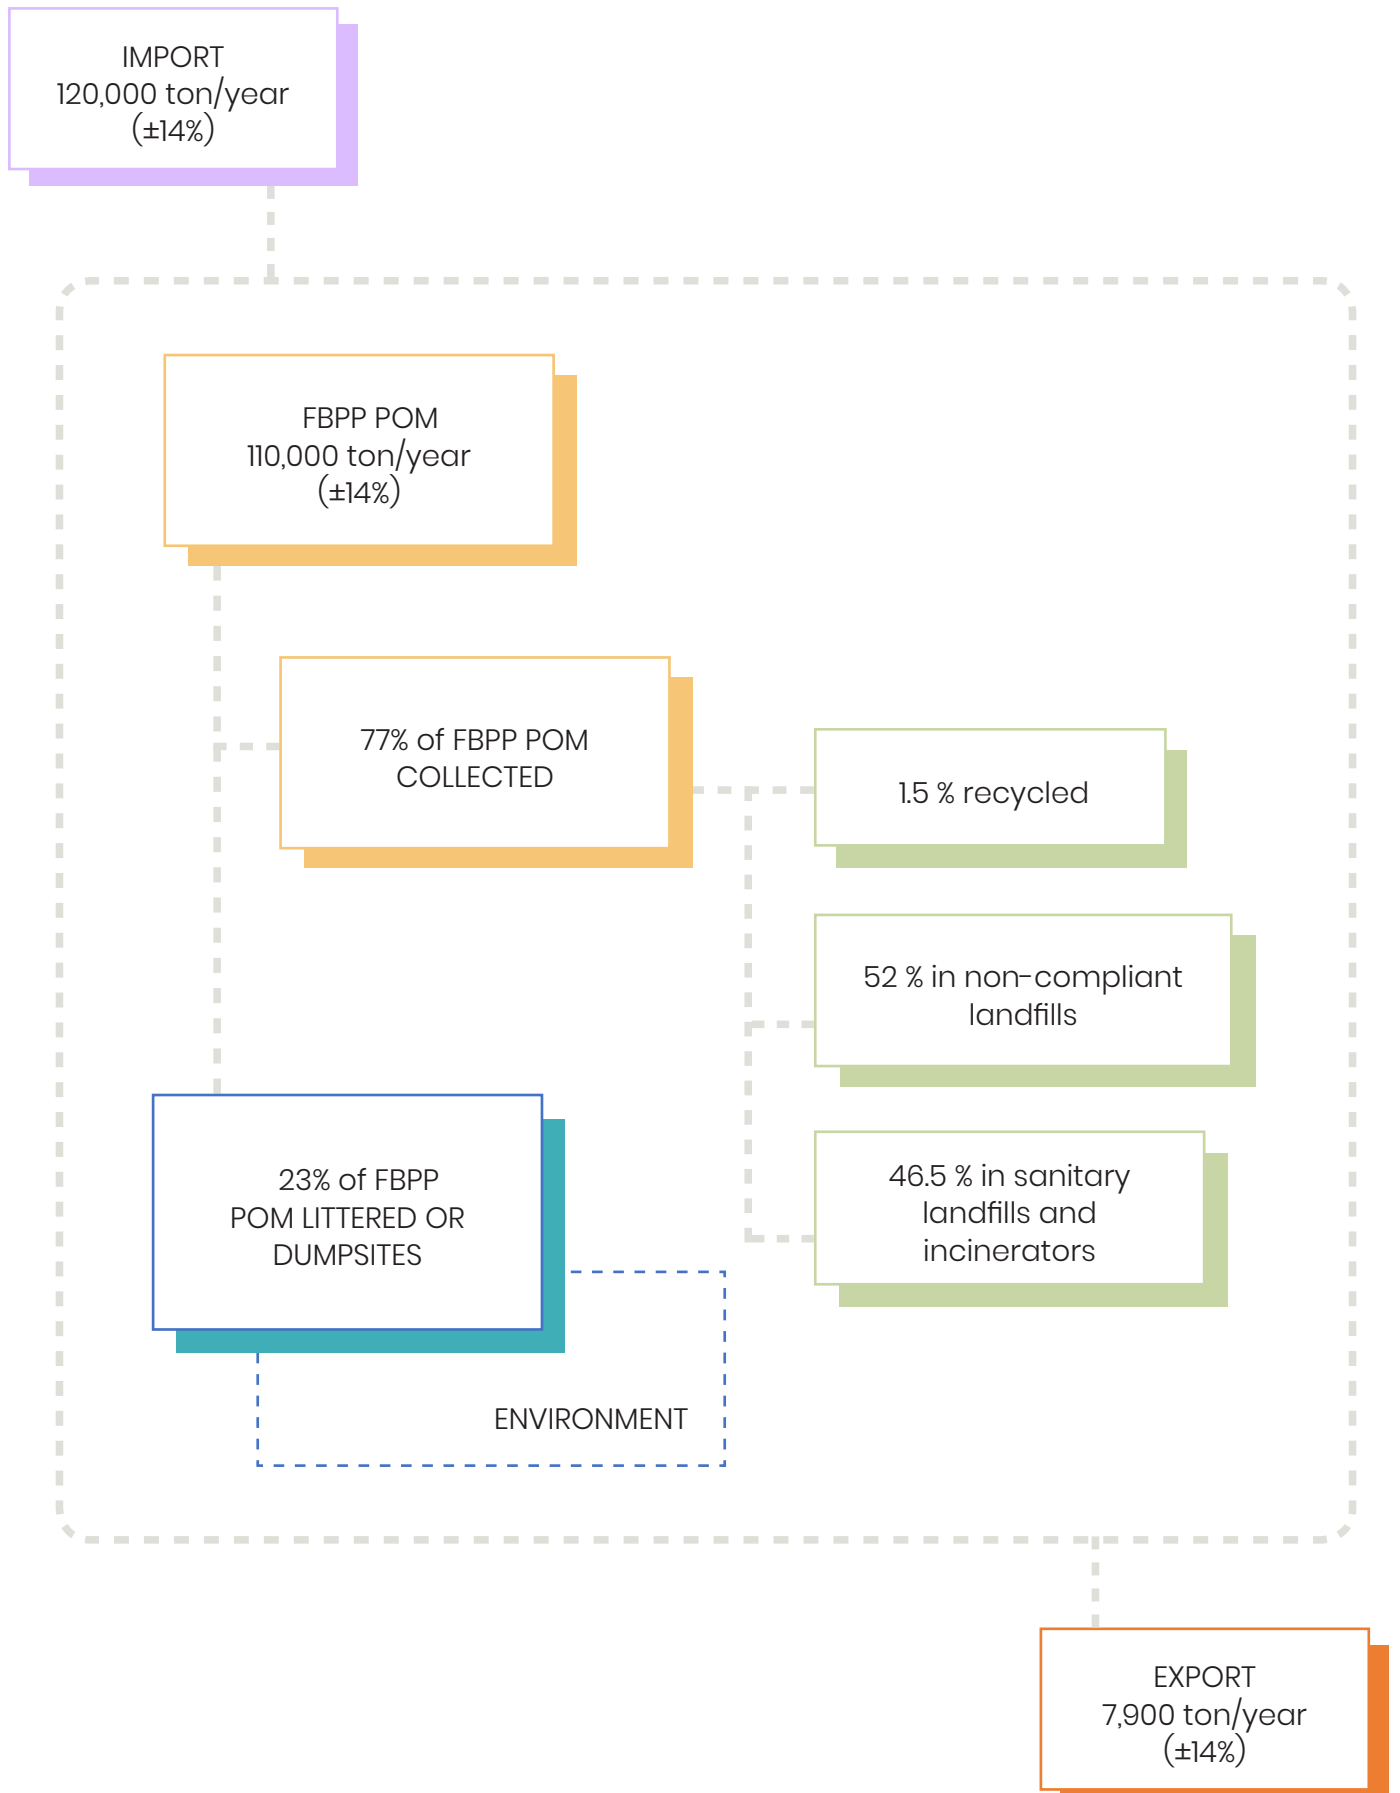 IMPORT
120,000 ton/year
(±14%)
FBPP POM
110,000 ton/year
(±14%)
77% of FBPP POM
COLLECTED
1.5 % recycled
52 % in non-compliant
landfills
46.5 % in sanitary
landfills and
incinerators
23% of FBPP
POM LITTERED OR
DUMPSITES
ENVIRONMENT
EXPORT
7,900 ton/year
(±14%)